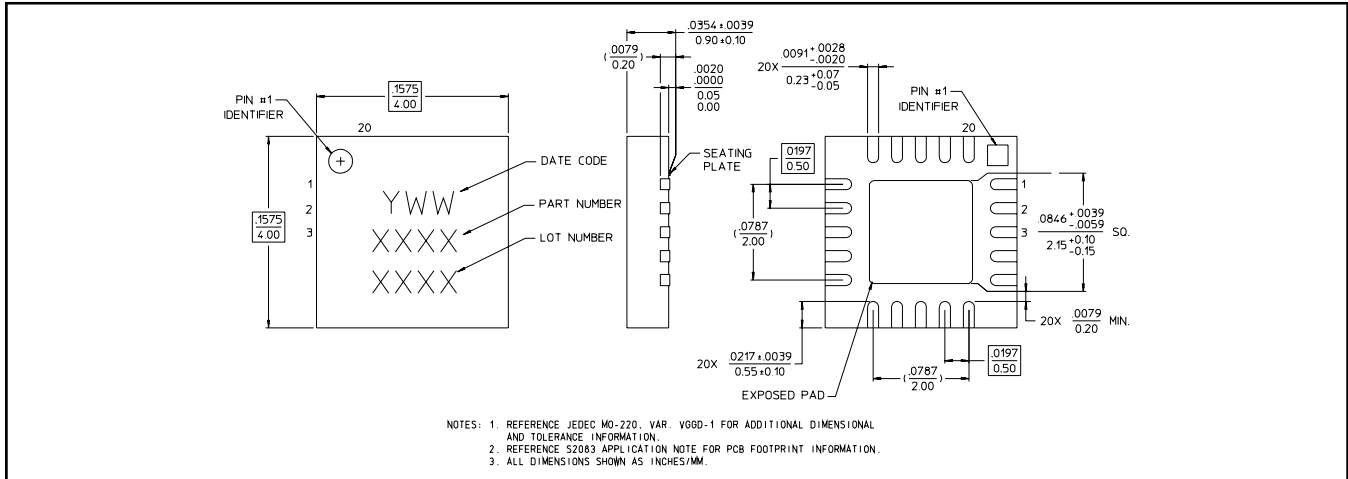 PIN #1
IDENTIFIER
.1575
4.00
20
.1575
4.00
1
2
3
YWW
XXXX
XXXX
DATE CODE
PART NUMBER
LOT NUMBER
.0354±.0039
0.90±0.10
(.0079
0.20)
.0020
.0000
0.05
0.00
SEATING
PLATE
20X .0091 +.0028 -.0020
0.23 +0.07 -0.05
PIN #1
IDENTIFIER
20
.0197
0.50
(.0787
2.00)
1
2
3
.0846 +.0039 -.0059 SQ.
2.15 +0.10 -0.15
20X .0079 MIN.
0.20
20X .0217±.0039
0.55±0.10
(.0787
2.00)
.0197
0.50
EXPOSED PAD
NOTES: 1. REFERENCE JEDEC MO-220, VAR. VGGD-1 FOR ADDITIONAL DIMENSIONAL
AND TOLERANCE INFORMATION.
2. REFERENCE S2083 APPLICATION NOTE FOR PCB FOOTPRINT INFORMATION.
3. ALL DIMENSIONS SHOWN AS INCHES/MM.